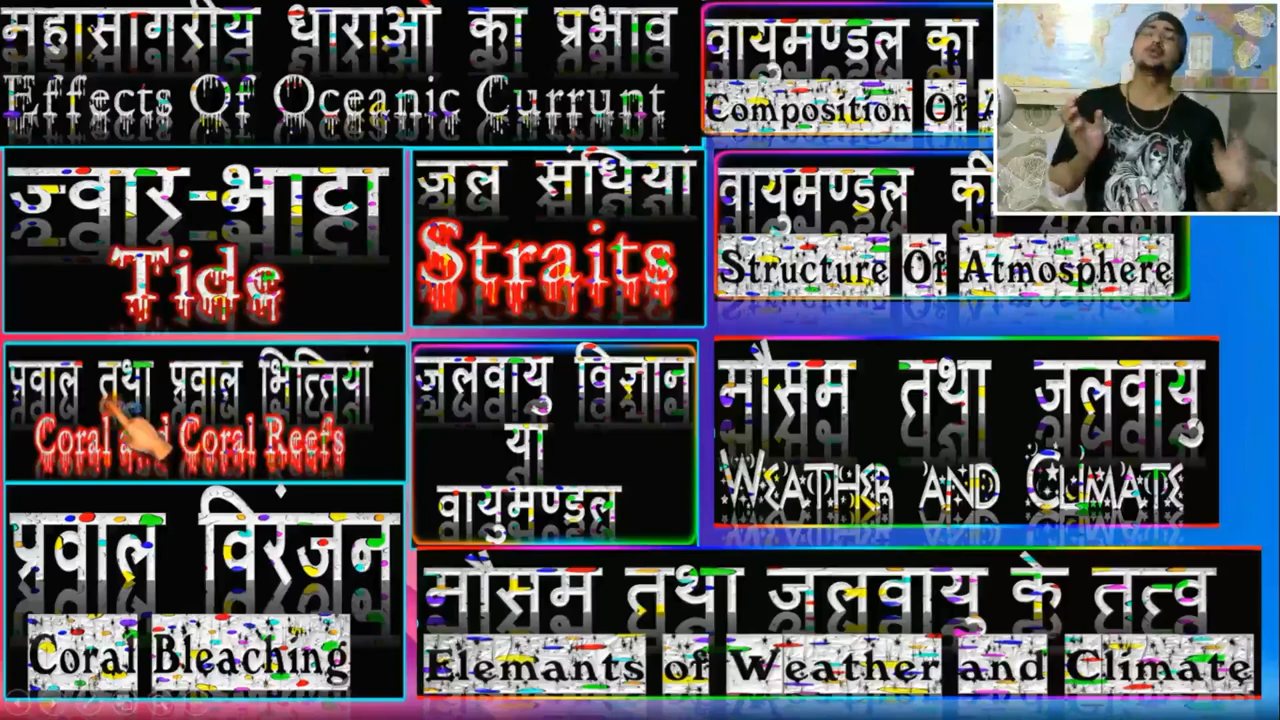 महासागरीय धाराओ का प्रभाव
Effects Of Oceanic Currunt
वायुमण्डल का
Composition Of
ज्वार-भाटा
Tide
जल संधियां
Straits
वायुमण्डल की
Structure Of Atmosphere
प्रवाल तथा प्रवाल भित्तियां
Coral and Coral Reefs
जलवायु विज्ञान
या
वायुमण्डल
मौसम तथा जलवायु
WEATHER AND CLIMATE
प्रवाल विरंजन
Coral Bleaching
मौसम तथा जलवायु के तत्व
Elemants of Weather and Climate